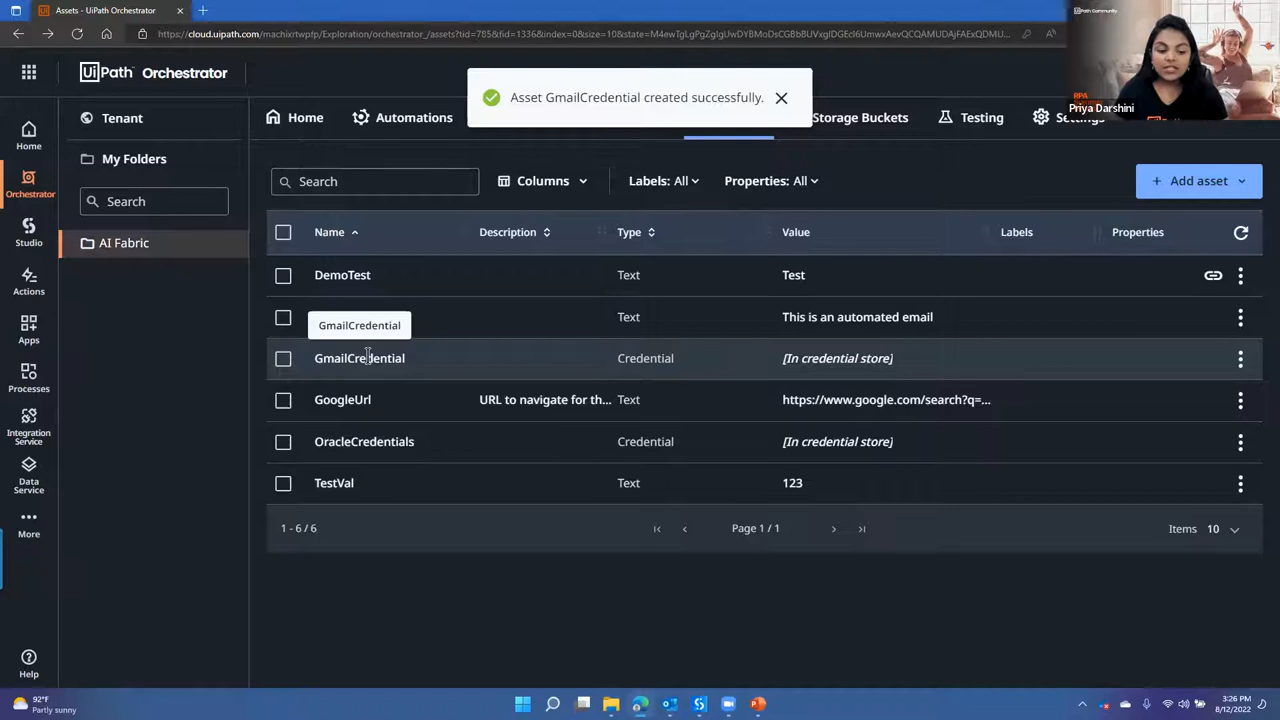 Assets - UiPath Orchestrator
https://cloud.uipath.com/machixrtwpfp/Exploration/orchestrator_/assets?tid=785&fid=1336&index=0&size=10&state=
UiPath Community
UiPath Orchestrator
Asset GmailCredential created successfully.
RPA
Priya Darshini
Tenant
Home
Automations
Storage Buckets
Testing
Settings
My Folders
Search
AI Fabric
Home
Orchestrator
Studio
Actions
Apps
Processes
Integration
Service
Data
Service
More
Help
Search
Columns
Labels: All
Properties: All
+ Add asset
Name Description Type Value Labels Properties
DemoTest Text Test
Text This is an automated email
GmailCredential
GmailCredential Credential [In credential store]
GoogleUrl URL to navigate for th... Text https://www.google.com/search?q=...
OracleCredentials Credential [In credential store]
TestVal Text 123
1 - 6 / 6
Page 1 / 1
Items 10
92°F
Partly sunny
3:26 PM
8/12/2022